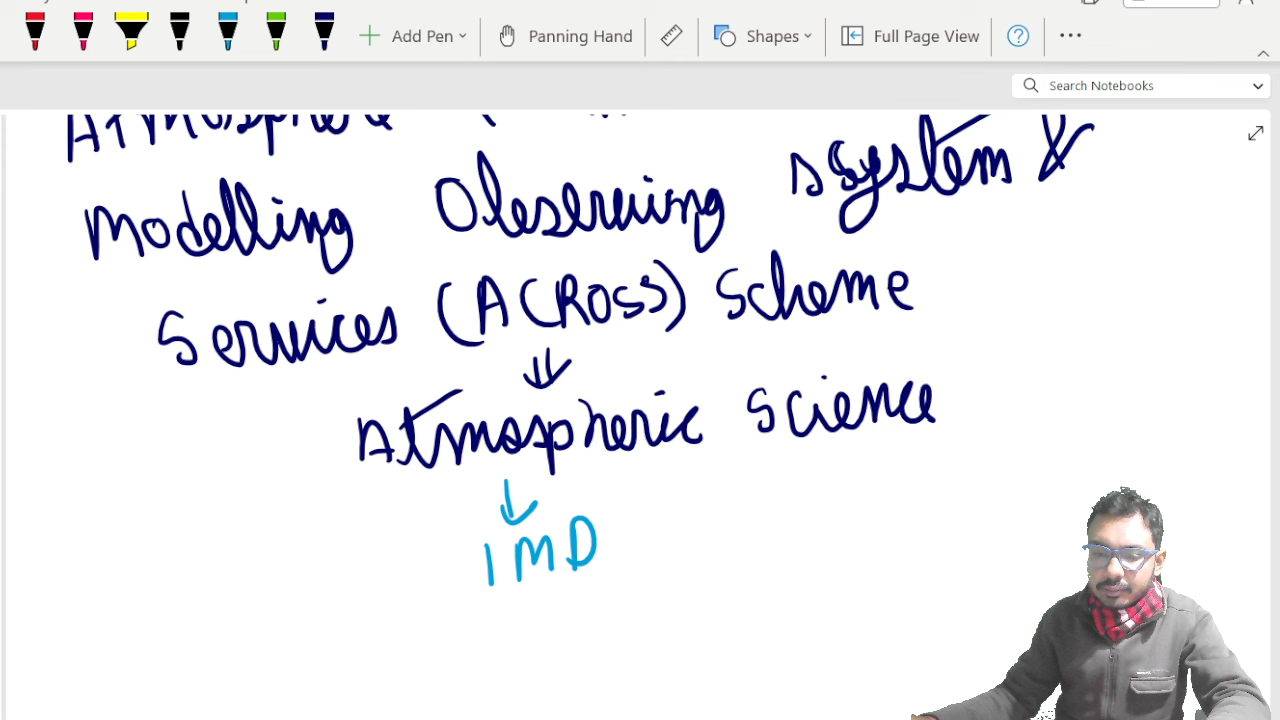 Add Pen
Panning Hand
Shapes
Full Page View
Search Notebooks
Atmosphere
Modelling Observing System &
Services (ACROSS) Scheme
Atmospheric Science
IMD